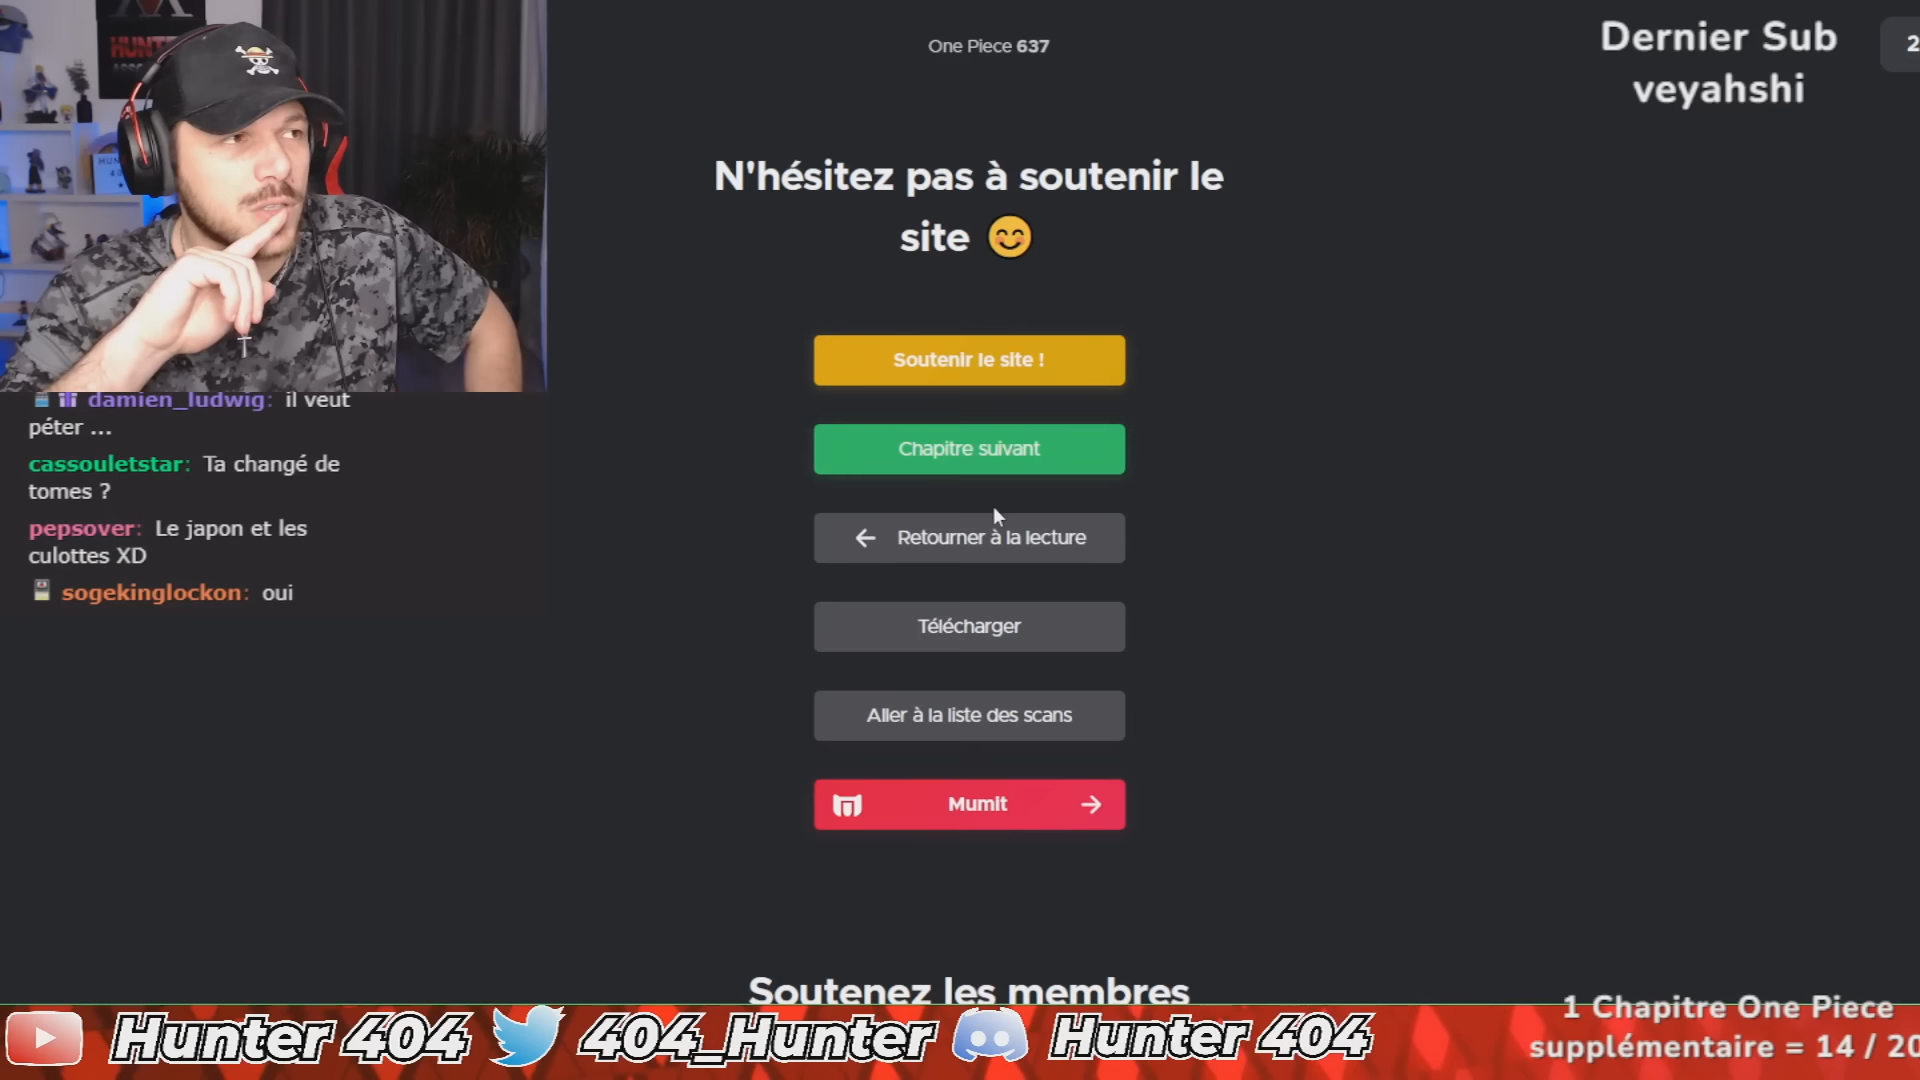 One Piece 637
Dernier Sub
veyahshi
2
N'hésitez pas à soutenir le
site 😊
Soutenir le site !
Chapitre suivant
Retourner à la lecture
Télécharger
Aller à la liste des scans
Mumit
Soutenez les membres
damien_ludwig: il veut
péter ...
cassouletstar: Ta changé de
tomes ?
pepsover: Le japon et les
culottes XD
sogekinglockon: oui
Hunter 404
404_Hunter
Hunter 404
1 Chapitre One Piece
supplémentaire = 14 / 20